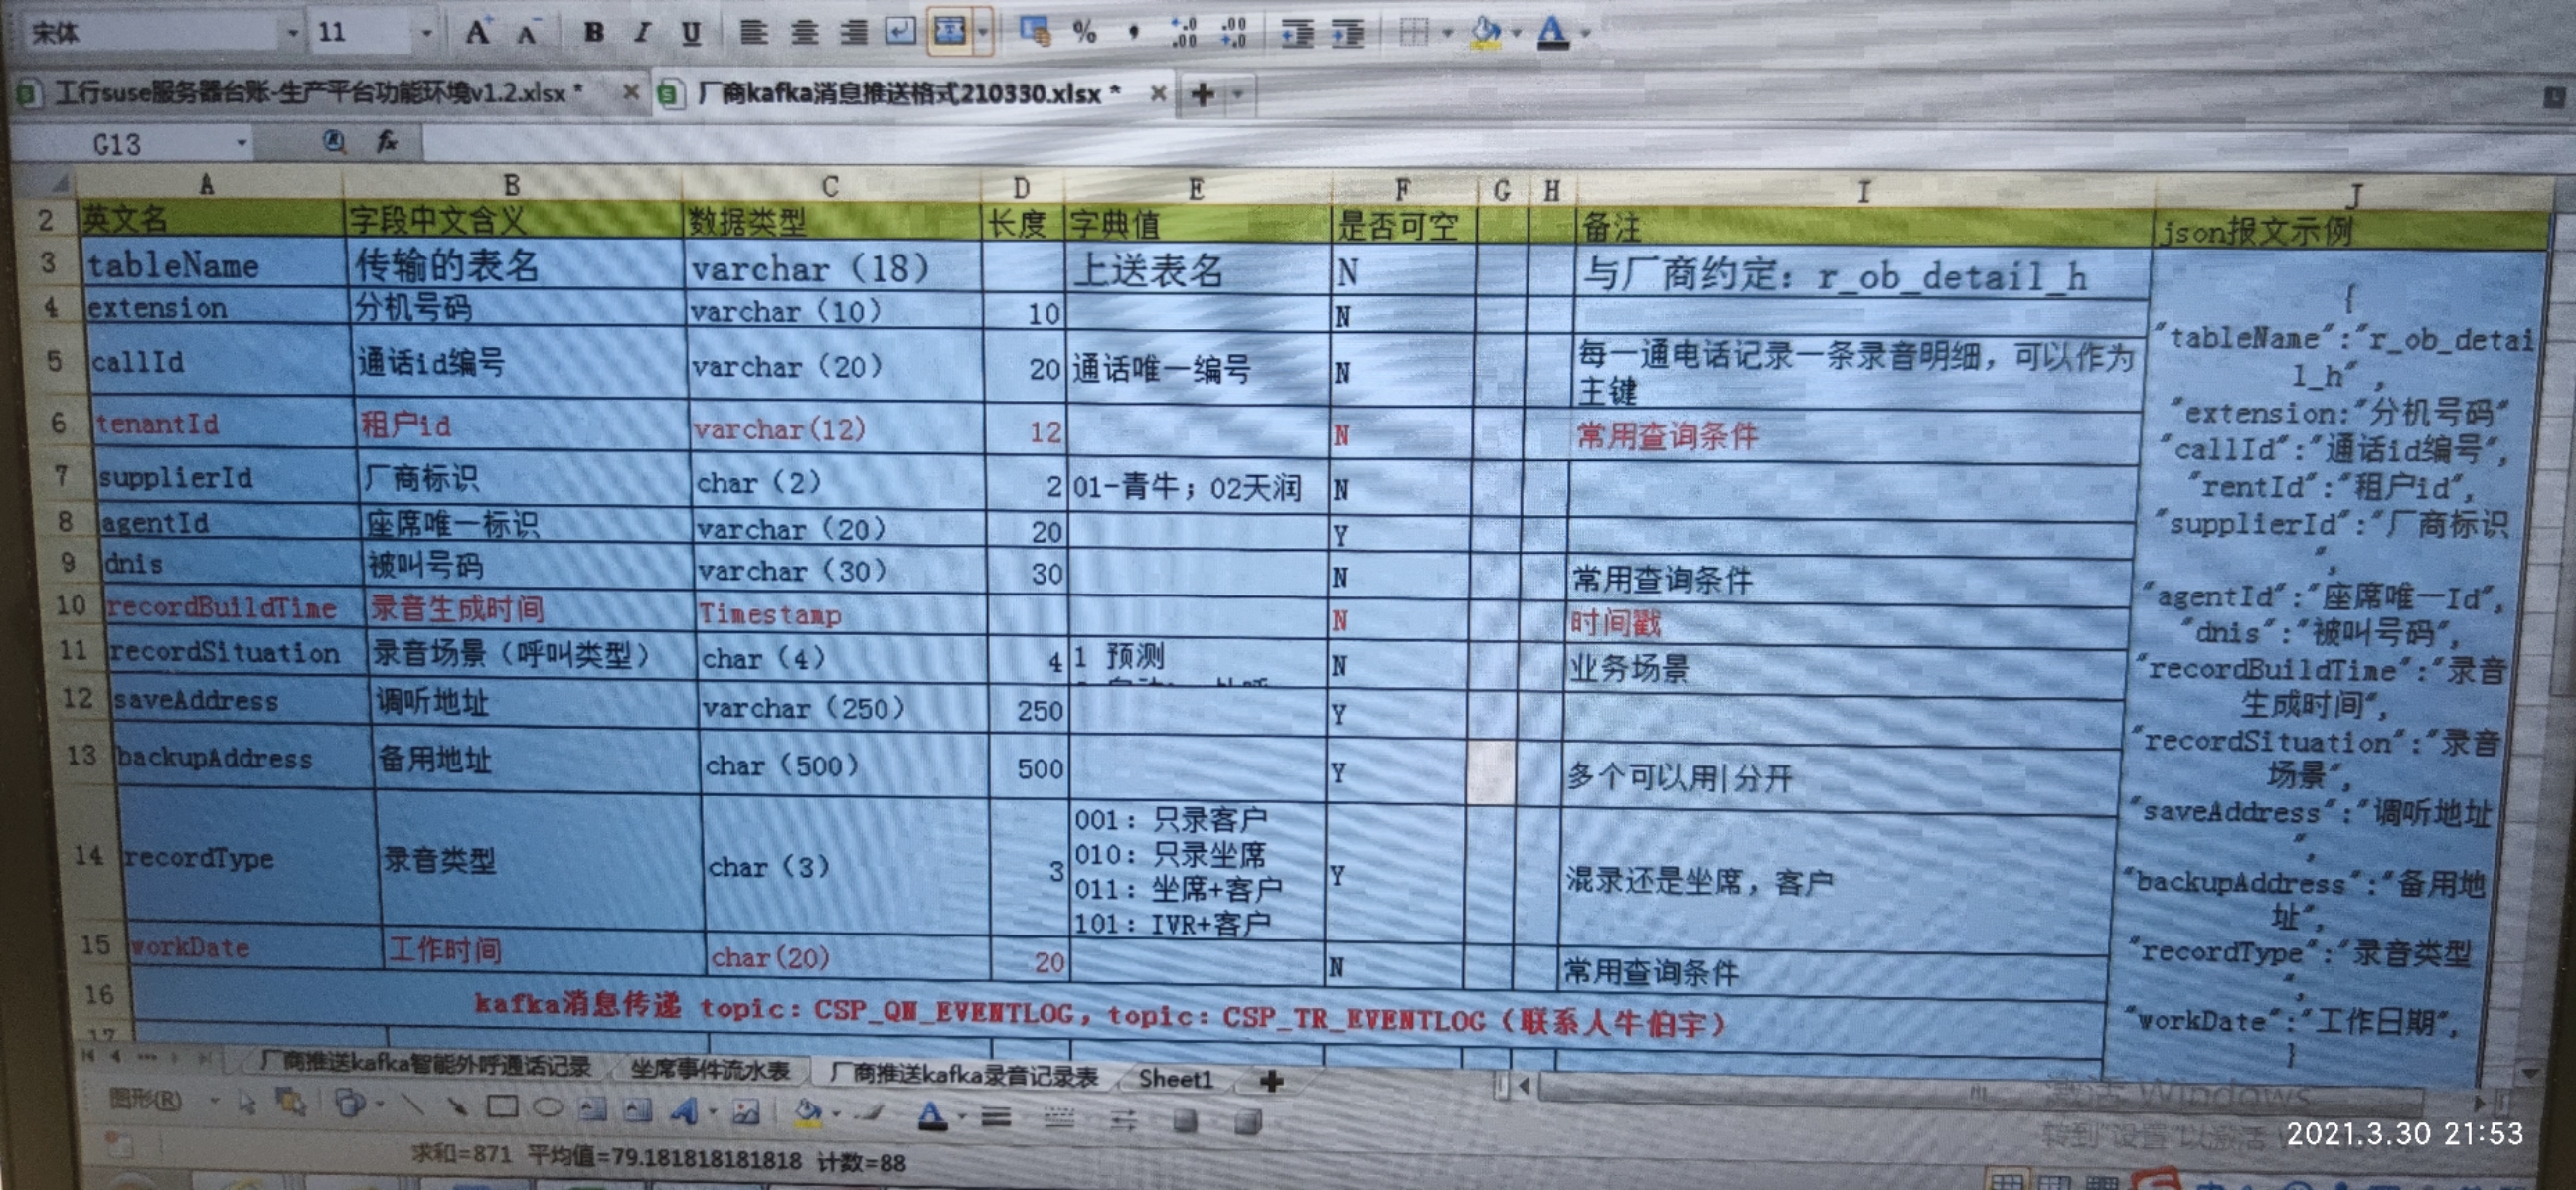 宋体 11 A+ A- B I U % , .0 .00 .00 .0 A
工行suse服务器台账-生产平台功能环境v1.2.xlsx * × 厂商kafka消息推送格式210330.xlsx * × +
G13 fx
A B C D E F G H I J
2 英文名 字段中文含义 数据类型 长度 字典值 是否可空 备注 json报文示例
3 tableName 传输的表名 varchar（18） 上送表名 N 与厂商约定：r_ob_detail_h
4 extension 分机号码 varchar（10） 10 N
5 callId 通话id编号 varchar（20） 20 通话唯一编号 N 每一通电话记录一条录音明细，可以作为
主键
6 tenantId 租户id varchar(12) 12 N 常用查询条件
7 supplierId 厂商标识 char（2） 2 01-青牛；02天润 N
8 agentId 座席唯一标识 varchar（20） 20 Y
9 dnis 被叫号码 varchar（30） 30 N 常用查询条件
10 recordBuildTime 录音生成时间 Timestamp N 时间戳
11 recordSituation 录音场景（呼叫类型） char（4） 4 1 预测 N 业务场景
12 saveAddress 调听地址 varchar（250） 250 Y
13 backupAddress 备用地址 char（500） 500 Y 多个可以用|分开
14 recordType 录音类型 char（3） 3 Y 混录还是坐席，客户
001：只录客户
010：只录坐席
011：坐席+客户
101：IVR+客户
15 workDate 工作时间 char(20) 20 N 常用查询条件
16 kafka消息传递 topic：CSP_QN_EVENTLOG，topic：CSP_TR_EVENTLOG（联系人牛伯宇）
17
{
"tableName":"r_ob_detai
l_h",
"extension:"分机号码"
"callId":"通话id编号",
"rentId":"租户id",
"supplierId":"厂商标识
",
"agentId":"座席唯一Id",
"dnis":"被叫号码",
"recordBuildTime":"录音
生成时间",
"recordSituation":"录音
场景",
"saveAddress":"调听地址
",
"backupAddress":"备用地
址",
"recordType":"录音类型
",
"workDate":"工作日期",
}
厂商推送kafka智能外呼通话记录 坐席事件流水表 厂商推送kafka录音记录表 Sheet1 +
图形(R) A
激活 Windows
转到"设置"以激活
求和=871 平均值=79.181818181818 计数=88
2021.3.30 21:53